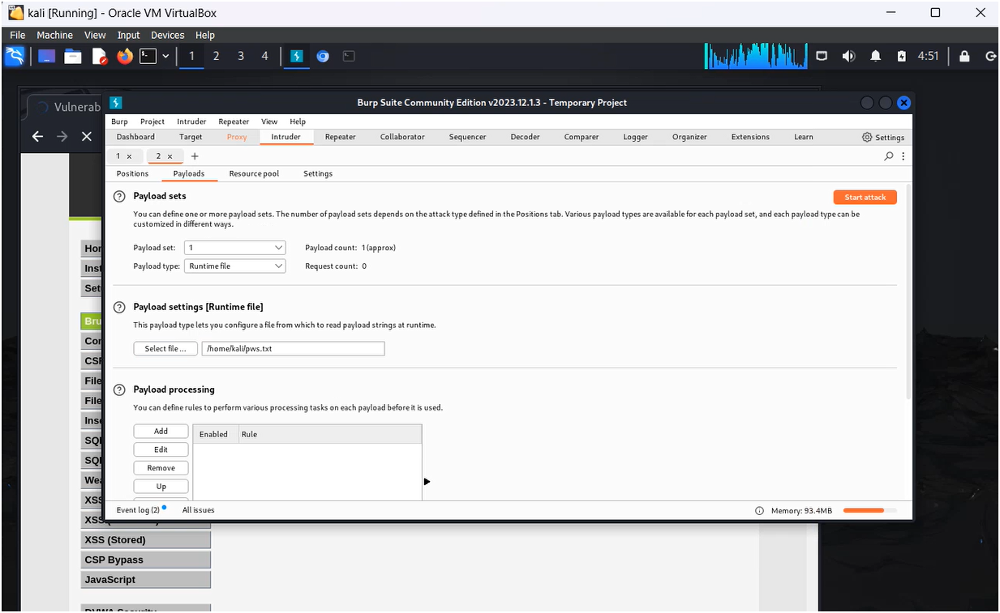 kali [Running] - Oracle VM VirtualBox
File Machine View Input Devices Help
1 2 3 4 4:51
Vulnerab
Burp Suite Community Edition v2023.12.1.3 - Temporary Project
Burp Project Intruder Repeater View Help
Dashboard Target Proxy Intruder Repeater Collaborator Sequencer Decoder Comparer Logger Organizer Extensions Learn Settings
1 × 2 × +
Positions Payloads Resource pool Settings
? Payload sets
Start attack
You can define one or more payload sets. The number of payload sets depends on the attack type defined in the Positions tab. Various payload types are available for each payload set, and each payload type can be
customized in different ways.
Payload set: 1 Payload count: 1 (approx)
Payload type: Runtime file Request count: 0
? Payload settings [Runtime file]
This payload type lets you configure a file from which to read payload strings at runtime.
Select file ... /home/kali/pws.txt
? Payload processing
You can define rules to perform various processing tasks on each payload before it is used.
Add Enabled Rule
Edit
Remove
Up
Event log (2) All issues Memory: 93.4MB
Hor
Inst
Set
Bru
Cor
CSF
File
File
Inse
SQL
SQL
Wea
XSS
XSS
XSS (Stored)
CSP Bypass
JavaScript
DVWA Security